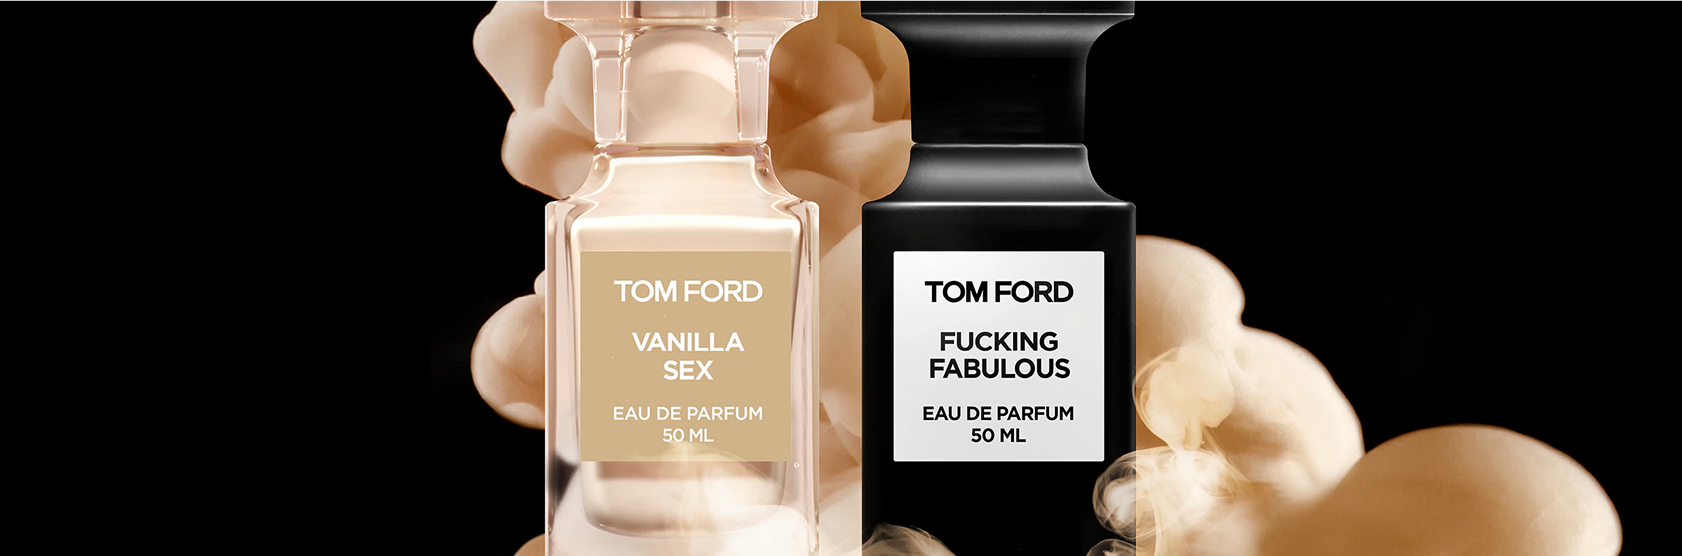 TOM FORD
VANILLA
SEX
EAU DE PARFUM
50 ML
TOM FORD
FUCKING
FABULOUS
EAU DE PARFUM
50 ML